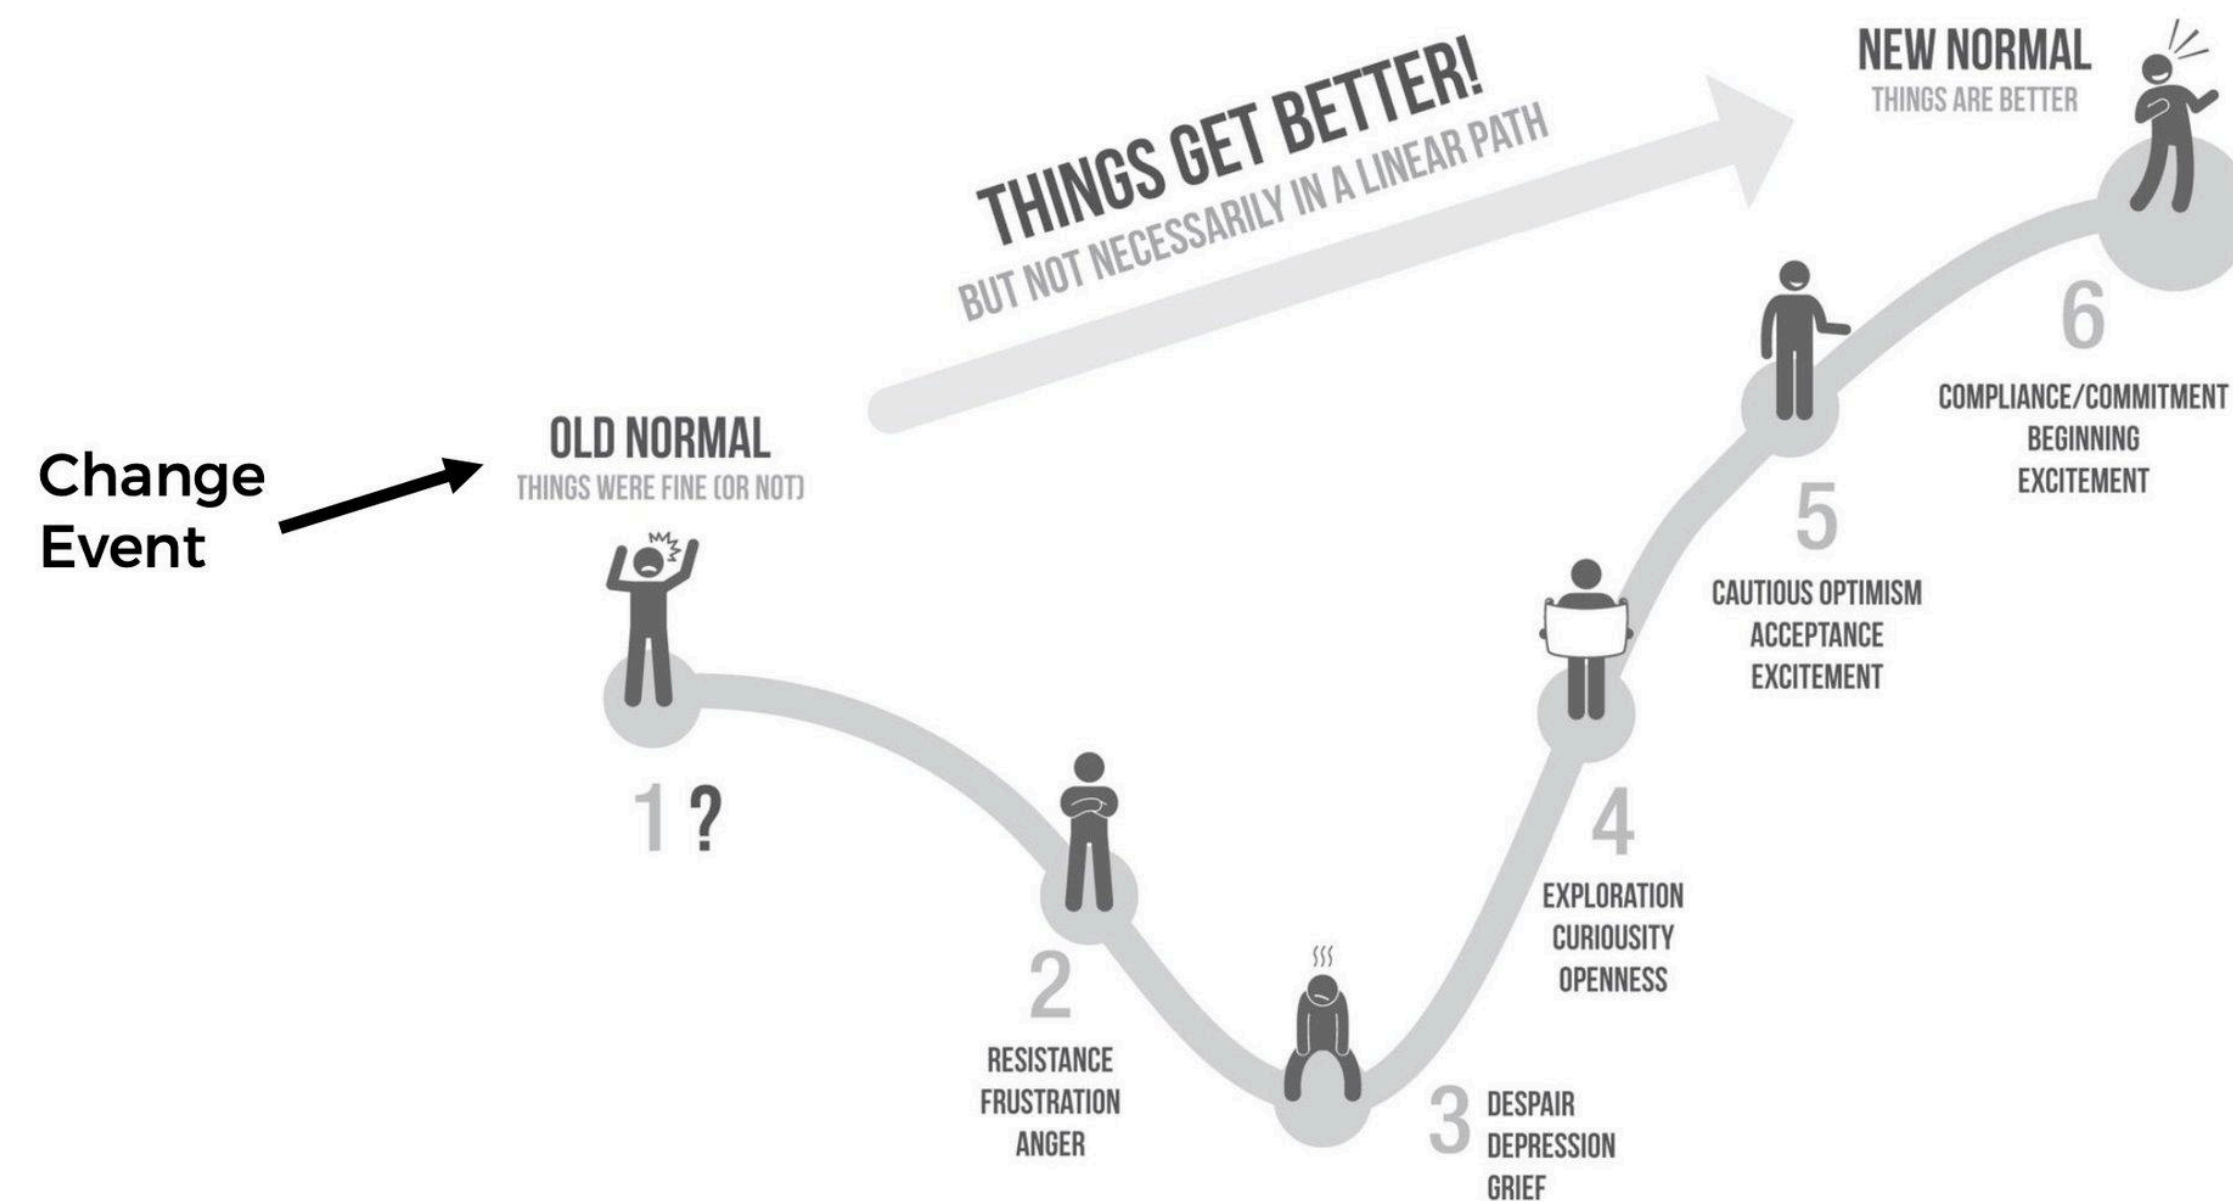 Change
Event
OLD NORMAL
THINGS WERE FINE (OR NOT)
THINGS GET BETTER!
BUT NOT NECESSARILY IN A LINEAR PATH
NEW NORMAL
THINGS ARE BETTER
1 ?
2
RESISTANCE
FRUSTRATION
ANGER
3
DESPAIR
DEPRESSION
GRIEF
4
EXPLORATION
CURIOUSITY
OPENNESS
5
CAUTIOUS OPTIMISM
ACCEPTANCE
EXCITEMENT
6
COMPLIANCE/COMMITMENT
BEGINNING
EXCITEMENT